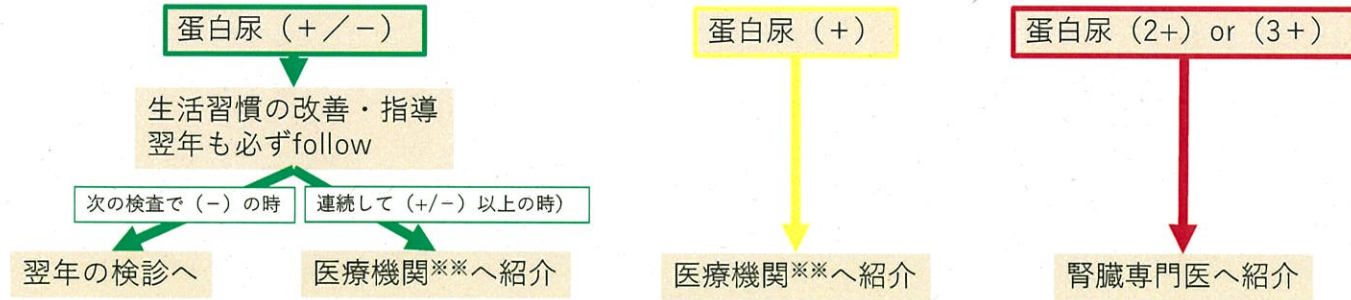 蛋白尿（+／−）
蛋白尿（+）
蛋白尿（2+）or（3+）
生活習慣の改善・指導
翌年も必ずfollow
次の検査で（−）の時
連続して（+/−）以上の時）
翌年の検診へ
医療機関※※へ紹介
医療機関※※へ紹介
腎臓専門医へ紹介